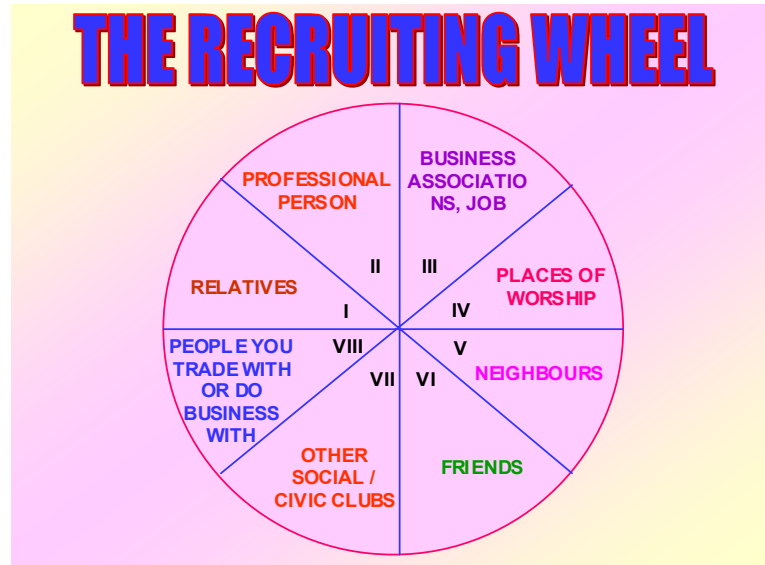 THE RECRUITING WHEEL
RELATIVES
I
PROFESSIONAL
PERSON
II
BUSINESS
ASSOCIATIO
NS, JOB
III
PLACES OF
WORSHIP
IV
NEIGHBOURS
V
FRIENDS
VI
OTHER
SOCIAL /
CIVIC CLUBS
VII
PEOPLE YOU
TRADE WITH
OR DO
BUSINESS
WITH
VIII